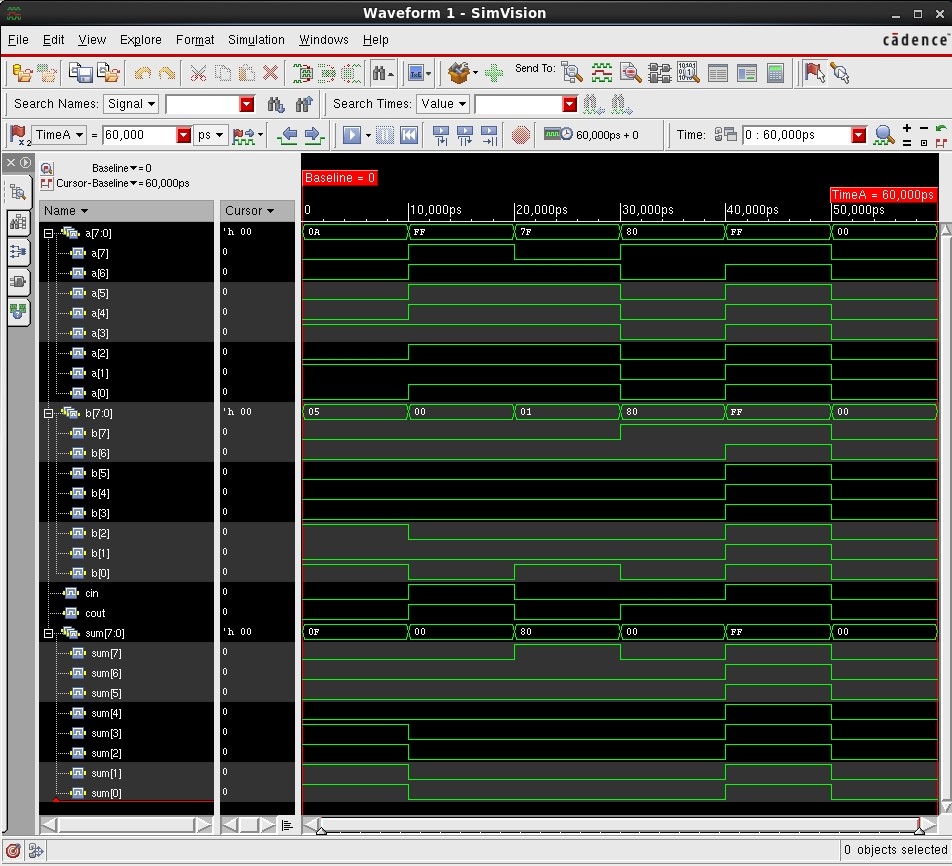 Waveform 1 - SimVision
File Edit View Explore Format Simulation Windows Help cādence
Send To:
Search Names: Signal Search Times: Value
TimeA = 60,000 ps 60,000ps + 0 Time: 0 : 60,000ps
Baseline = 0
Cursor-Baseline = 60,000ps
Baseline = 0
TimeA = 60,000ps
Name Cursor 0 10,000ps 20,000ps 30,000ps 40,000ps 50,000ps
a[7:0] 'h 00 0A FF 7F 80 FF 00
a[7] 0
a[6] 0
a[5] 0
a[4] 0
a[3] 0
a[2] 0
a[1] 0
a[0] 0
b[7:0] 'h 00 05 00 01 80 FF 00
b[7] 0
b[6] 0
b[5] 0
b[4] 0
b[3] 0
b[2] 0
b[1] 0
b[0] 0
cin 0
cout 0
sum[7:0] 'h 00 0F 00 80 00 FF 00
sum[7] 0
sum[6] 0
sum[5] 0
sum[4] 0
sum[3] 0
sum[2] 0
sum[1] 0
sum[0] 0
0 objects selected